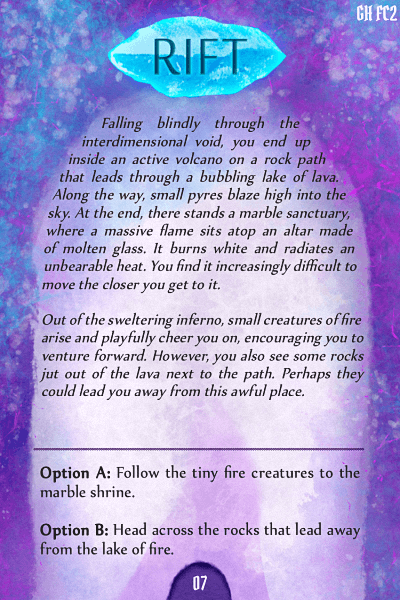 GH FC2
RIFT
Falling blindly through the
interdimensional void, you end up
inside an active volcano on a rock path
that leads through a bubbling lake of lava.
Along the way, small pyres blaze high into the
sky. At the end, there stands a marble sanctuary,
where a massive flame sits atop an altar made
of molten glass. It burns white and radiates an
unbearable heat. You find it increasingly difficult to
move the closer you get to it.
Out of the sweltering inferno, small creatures of fire
arise and playfully cheer you on, encouraging you to
venture forward. However, you also see some rocks
jut out of the lava next to the path. Perhaps they
could lead you away from this awful place.
Option A: Follow the tiny fire creatures to the
marble shrine.
Option B: Head across the rocks that lead away
from the lake of fire.
07